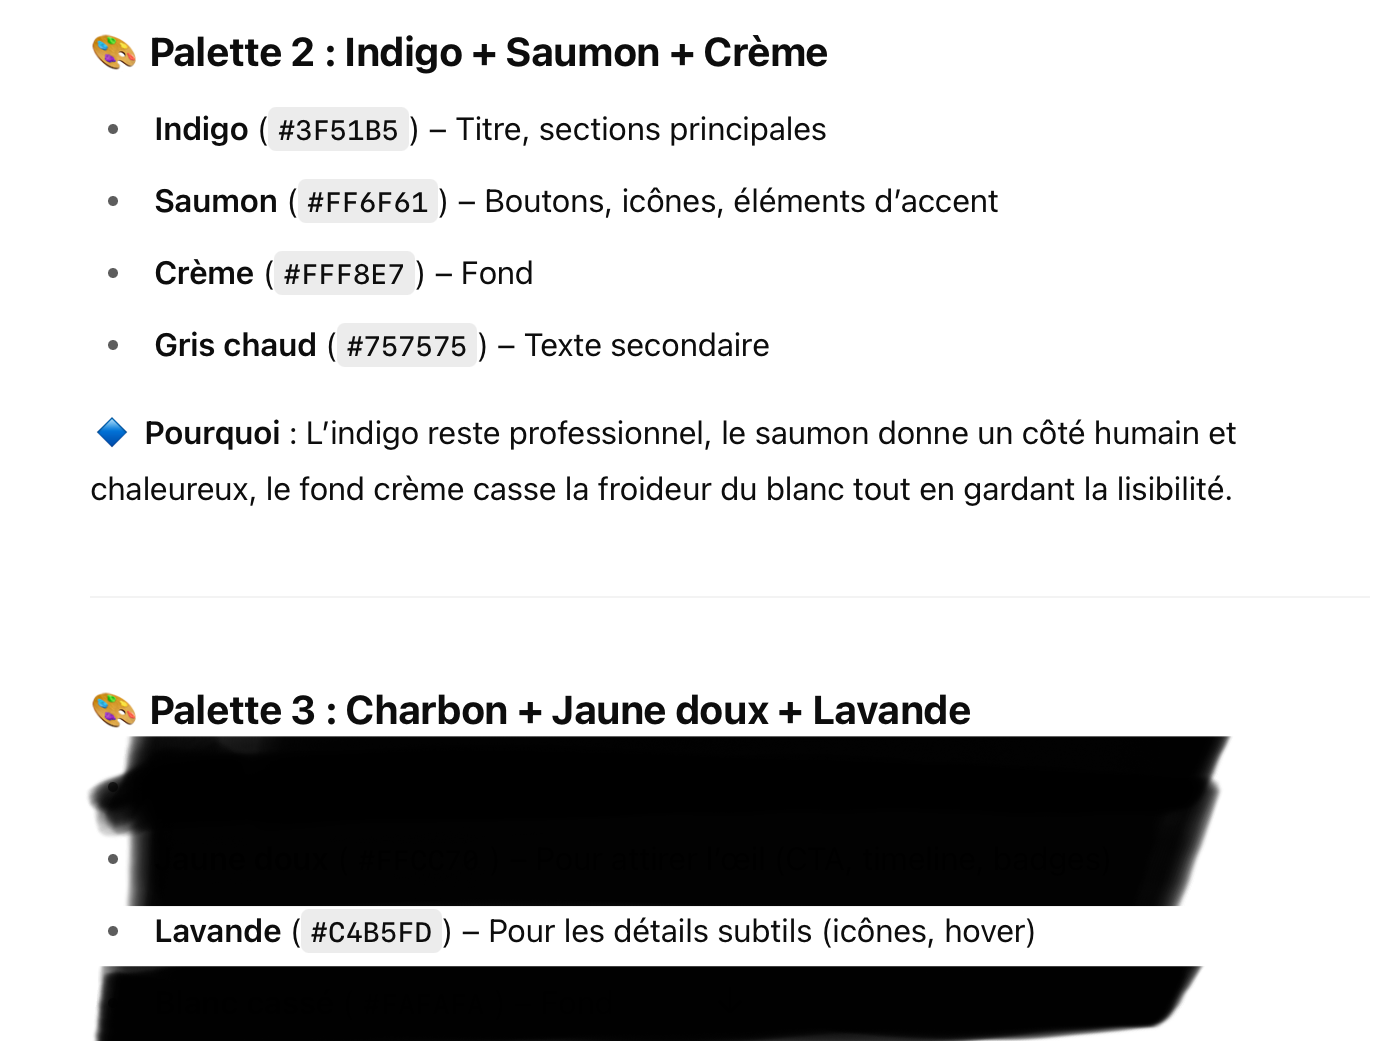 🎨 Palette 2 : Indigo + Saumon + Crème
• Indigo (#3F51B5) – Titre, sections principales
• Saumon (#FF6F61) – Boutons, icônes, éléments d’accent
• Crème (#FFF8E7) – Fond
• Gris chaud (#757575) – Texte secondaire
🔷 Pourquoi : L’indigo reste professionnel, le saumon donne un côté humain et
chaleureux, le fond crème casse la froideur du blanc tout en gardant la lisibilité.
🎨 Palette 3 : Charbon + Jaune doux + Lavande
• Lavande (#C4B5FD) – Pour les détails subtils (icônes, hover)